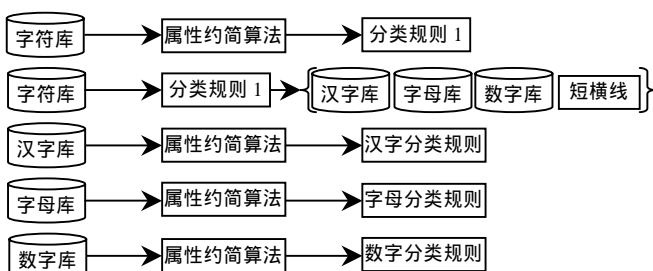 字符库 属性约简算法 分类规则 1
字符库 分类规则 1 汉字库 字母库 数字库 短横线
汉字库 属性约简算法 汉字分类规则
字母库 属性约简算法 字母分类规则
数字库 属性约简算法 数字分类规则